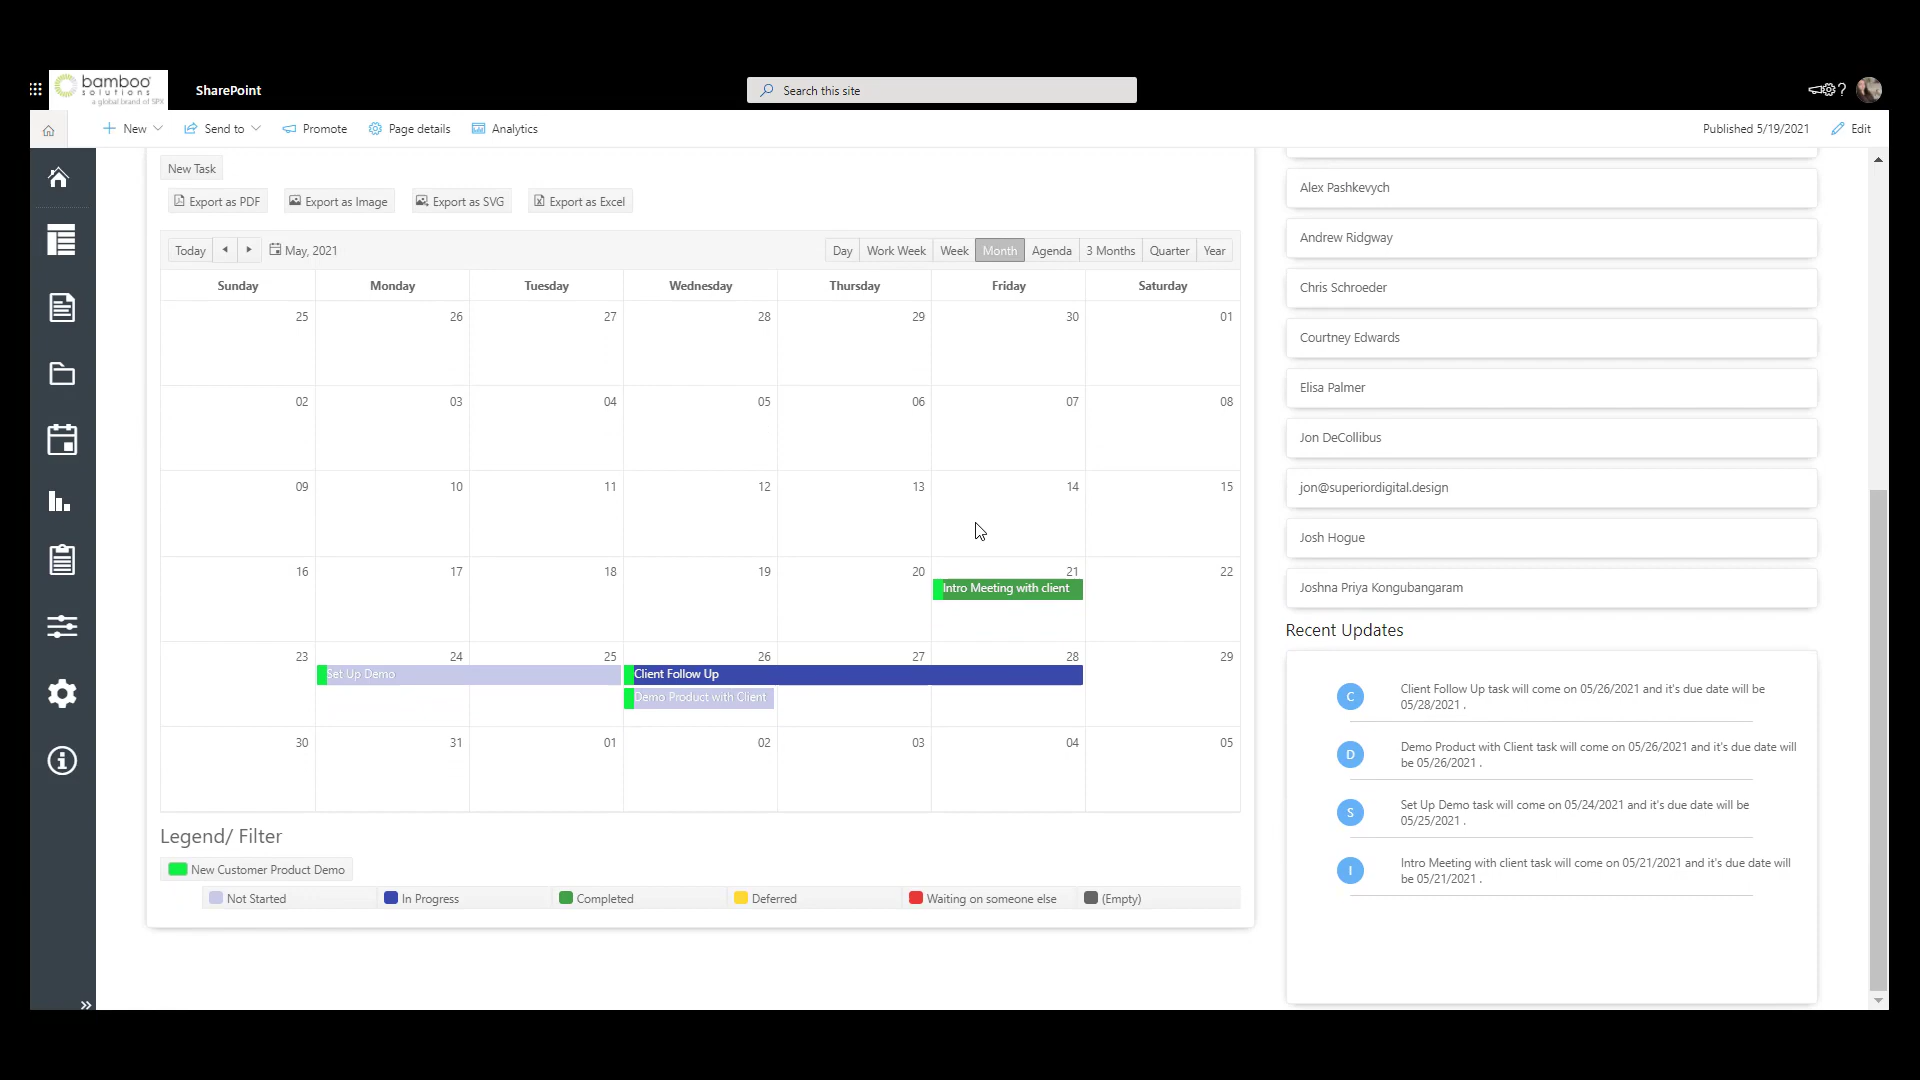 bamboo
solutions
a global brand of SPX
SharePoint
Search this site
?
New
Send to
Promote
Page details
Analytics
Published 5/19/2021
Edit
New Task
Export as PDF
Export as Image
Export as SVG
Export as Excel
Today
May, 2021
Day
Work Week
Week
Month
Agenda
3 Months
Quarter
Year
Sunday Monday Tuesday Wednesday Thursday Friday Saturday
25 26 27 28 29 30 01
02 03 04 05 06 07 08
09 10 11 12 13 14 15
16 17 18 19 20 21 22
Intro Meeting with client
23 24 25 26 27 28 29
Set Up Demo
Client Follow Up
Demo Product with Client
30 31 01 02 03 04 05
Legend/ Filter
New Customer Product Demo
Not Started
In Progress
Completed
Deferred
Waiting on someone else
(Empty)
Alex Pashkevych
Andrew Ridgway
Chris Schroeder
Courtney Edwards
Elisa Palmer
Jon DeCollibus
jon@superiordigital.design
Josh Hogue
Joshna Priya Kongubangaram
Recent Updates
C
Client Follow Up task will come on 05/26/2021 and it's due date will be
05/28/2021 .
D
Demo Product with Client task will come on 05/26/2021 and it's due date will
be 05/26/2021 .
S
Set Up Demo task will come on 05/24/2021 and it's due date will be
05/25/2021 .
I
Intro Meeting with client task will come on 05/21/2021 and it's due date will
be 05/21/2021 .